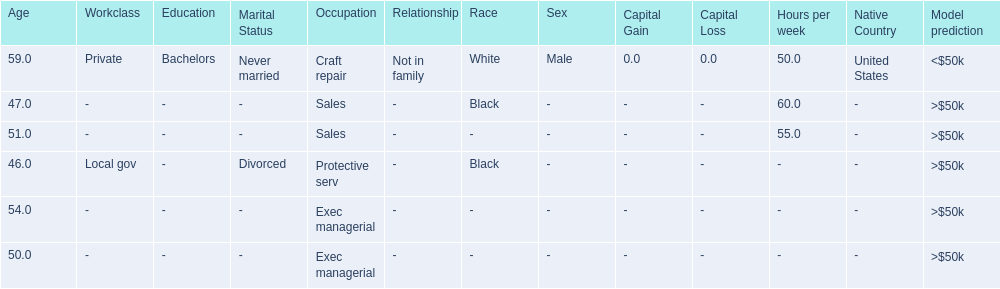 Age Workclass Education Marital Status Occupation Relationship Race Sex Capital Gain Capital Loss Hours per week Native Country Model prediction
59.0 Private Bachelors Never married Craft repair Not in family White Male 0.0 0.0 50.0 United States <$50k
47.0 - - - Sales - Black - - - 60.0 - >$50k
51.0 - - - Sales - - - - - 55.0 - >$50k
46.0 Local gov - Divorced Protective serv - Black - - - - - >$50k
54.0 - - - Exec managerial - - - - - - - >$50k
50.0 - - - Exec managerial - - - - - - - >$50k